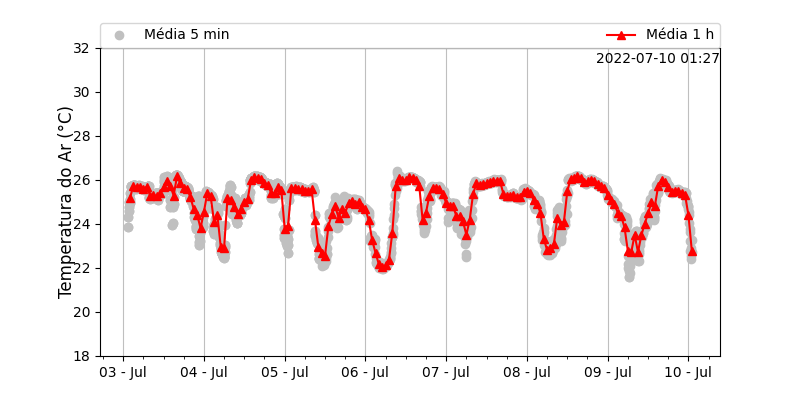 Média 5 min
Média 1 h
2022-07-10 01:27
Temperatura do Ar (°C)
32
30
28
26
24
22
20
18
03 - Jul
04 - Jul
05 - Jul
06 - Jul
07 - Jul
08 - Jul
09 - Jul
10 - Jul